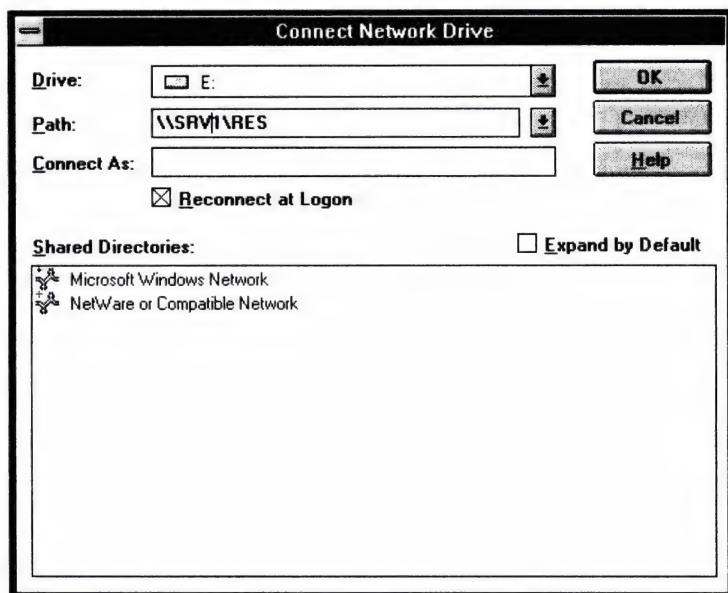 Connect Network Drive
Drive: E: OK
Path: \\SRV1\RES Cancel
Connect As: Help
Reconnect at Logon
Shared Directories: Expand by Default
Microsoft Windows Network
NetWare or Compatible Network